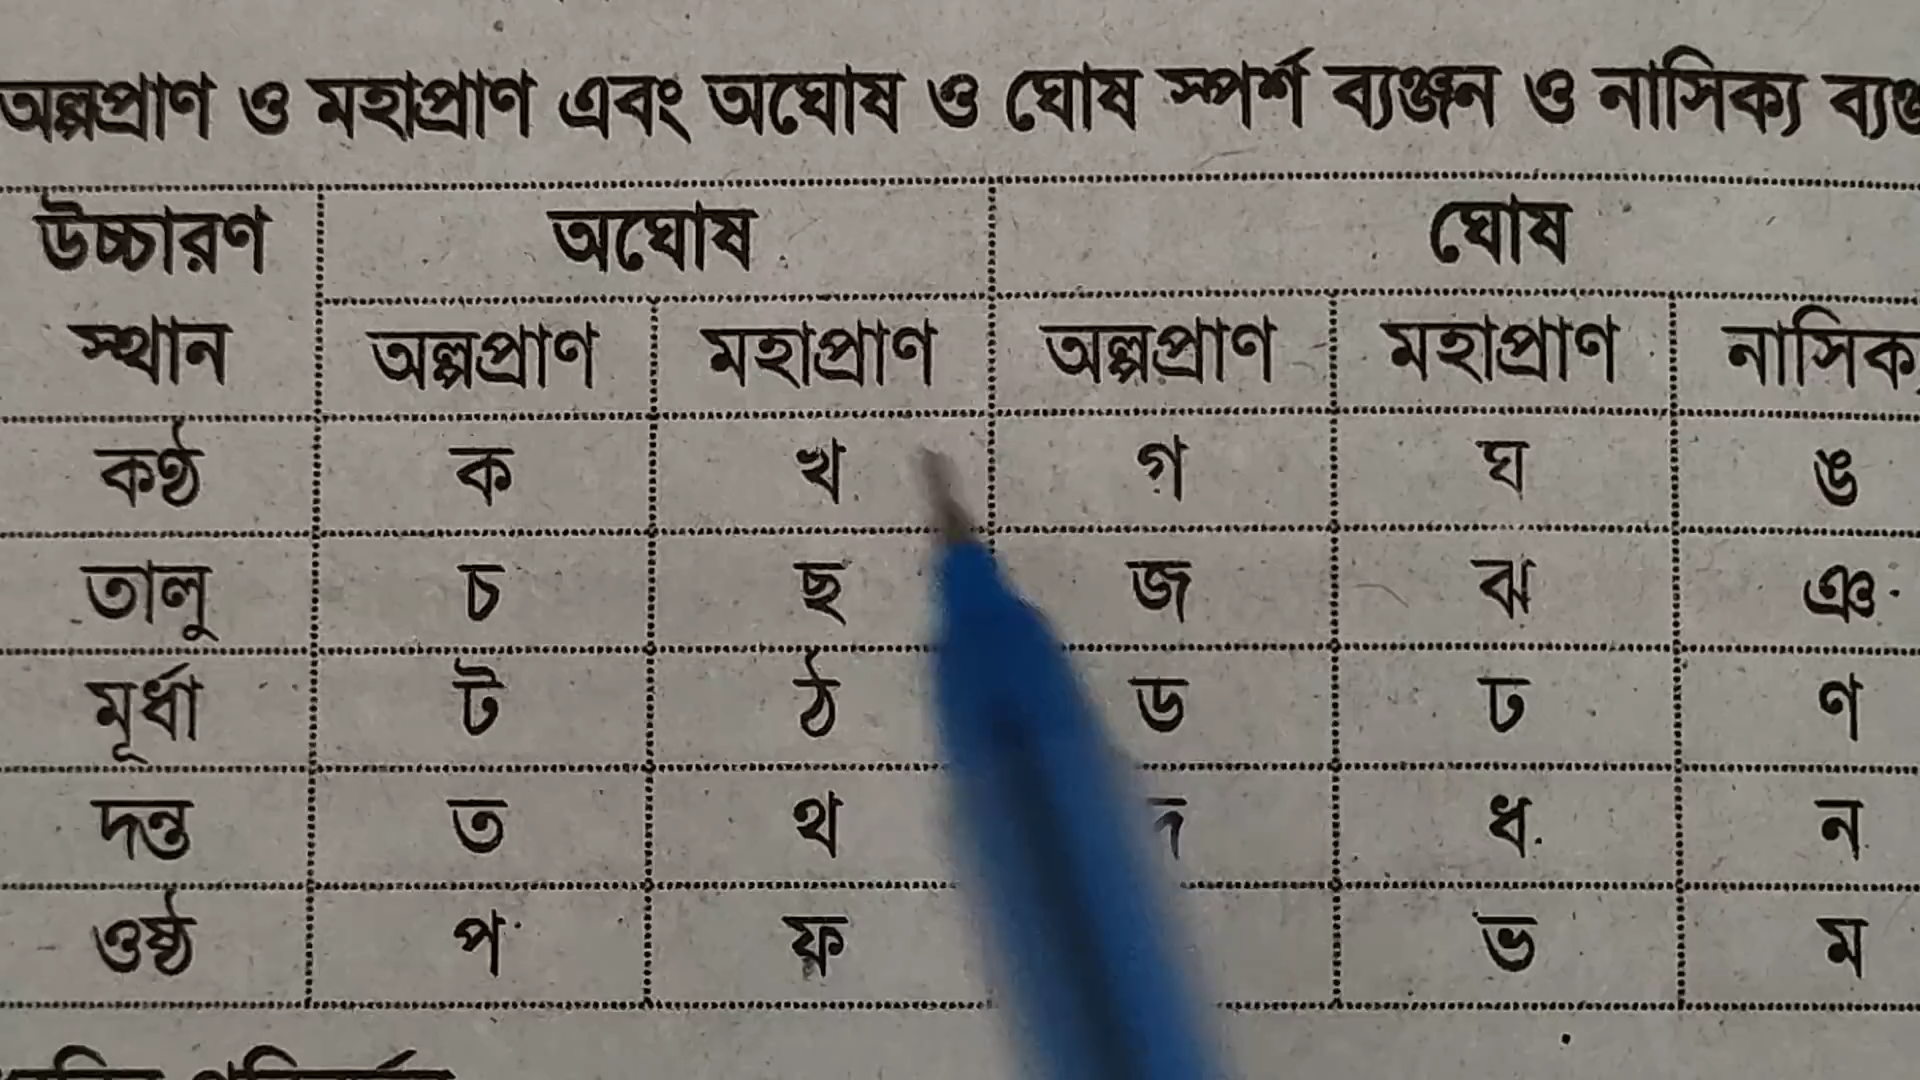 অল্পপ্রাণ ও মহাপ্রাণ এবং অঘোষ ও ঘোষ স্পর্শ ব্যঞ্জন ও নাসিক্য
উচ্চারণ স্থান অঘোষ ঘোষ
অল্পপ্রাণ মহাপ্রাণ অল্পপ্রাণ মহাপ্রাণ নাসিক
কণ্ঠ ক খ গ ঘ ঙ
তালু চ ছ জ ঝ ঞ
মূর্ধা ট ঠ ড ঢ ণ
দন্ত ত থ ধ ন
ওষ্ঠ প ফ ভ ম